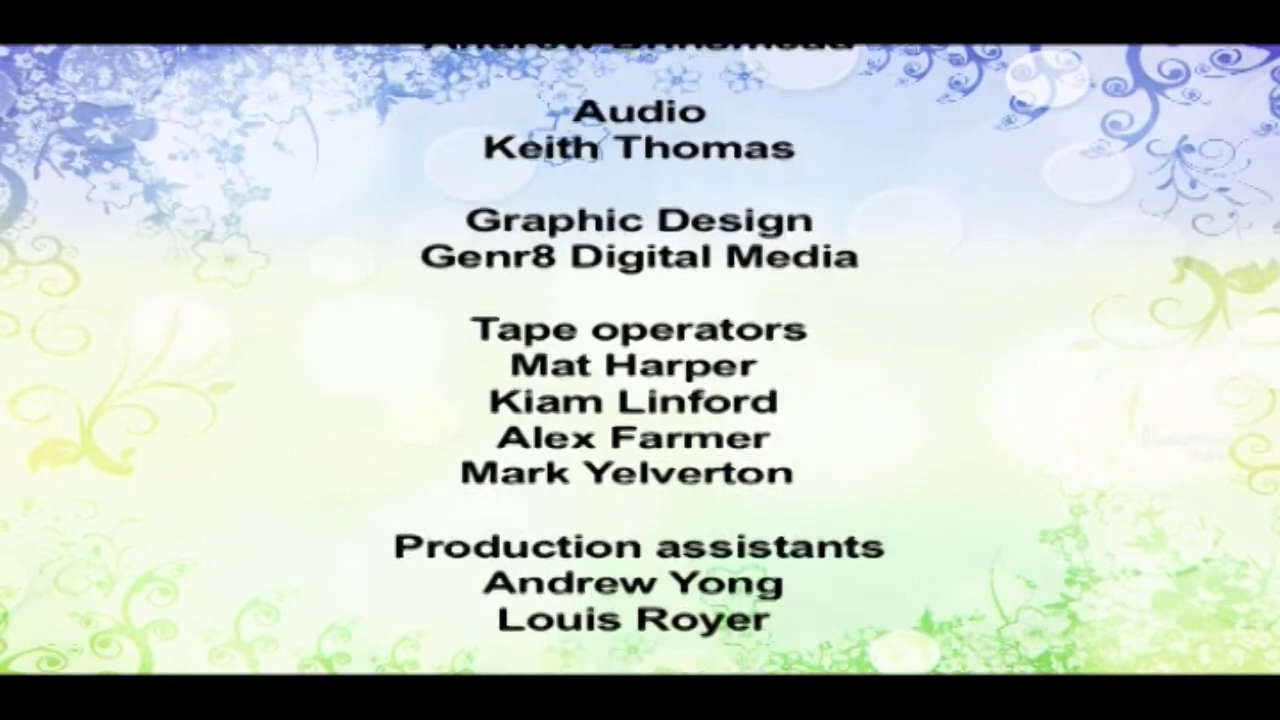 Audio
Keith Thomas
Graphic Design
Genr8 Digital Media
Tape operators
Mat Harper
Kiam Linford
Alex Farmer
Mark Yelverton
Production assistants
Andrew Yong
Louis Royer